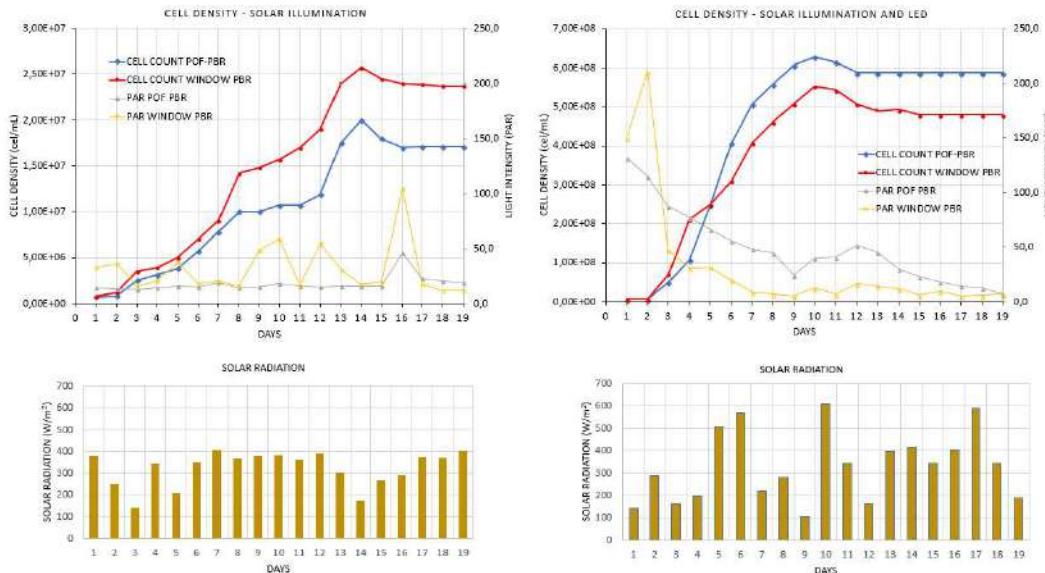 CELL DENSITY - SOLAR ILLUMINATION
3,00E+07
2,50E+07
2,00E+07
1,50E+07
1,00E+07
5,00E+06
0,00E+00
CELL DENSITY (cel/mL)
CELL COUNT POF-PBR
CELL COUNT WINDOW PBR
PAR POF PBR
PAR WINDOW PBR
250,0
200,0
150,0
100,0
50,0
0,0
LIGHT INTENSITY (PAR)
0 1 2 3 4 5 6 7 8 9 10 11 12 13 14 15 16 17 18 19
DAYS
CELL DENSITY - SOLAR ILLUMINATION AND LED
7,00E+08
6,00E+08
5,00E+08
4,00E+08
3,00E+08
2,00E+08
1,00E+08
0,00E+00
CELL DENSITY (cel/mL)
CELL COUNT POF-PBR
CELL COUNT WINDOW PBR
PAR POF PBR
PAR WINDOW PBR
250,0
200,0
150,0
100,0
50,0
0,0
0 1 2 3 4 5 6 7 8 9 10 11 12 13 14 15 16 17 18 19
DAYS
SOLAR RADIATION
700
600
500
400
300
200
100
0
SOLAR RADIATION (W/m²)
1 2 3 4 5 6 7 8 9 10 11 12 13 14 15 16 17 18 19
DAYS
SOLAR RADIATION
700
600
500
400
300
200
100
0
SOLAR RADIATION (W/m²)
1 2 3 4 5 6 7 8 9 10 11 12 13 14 15 16 17 18 19
DAYS